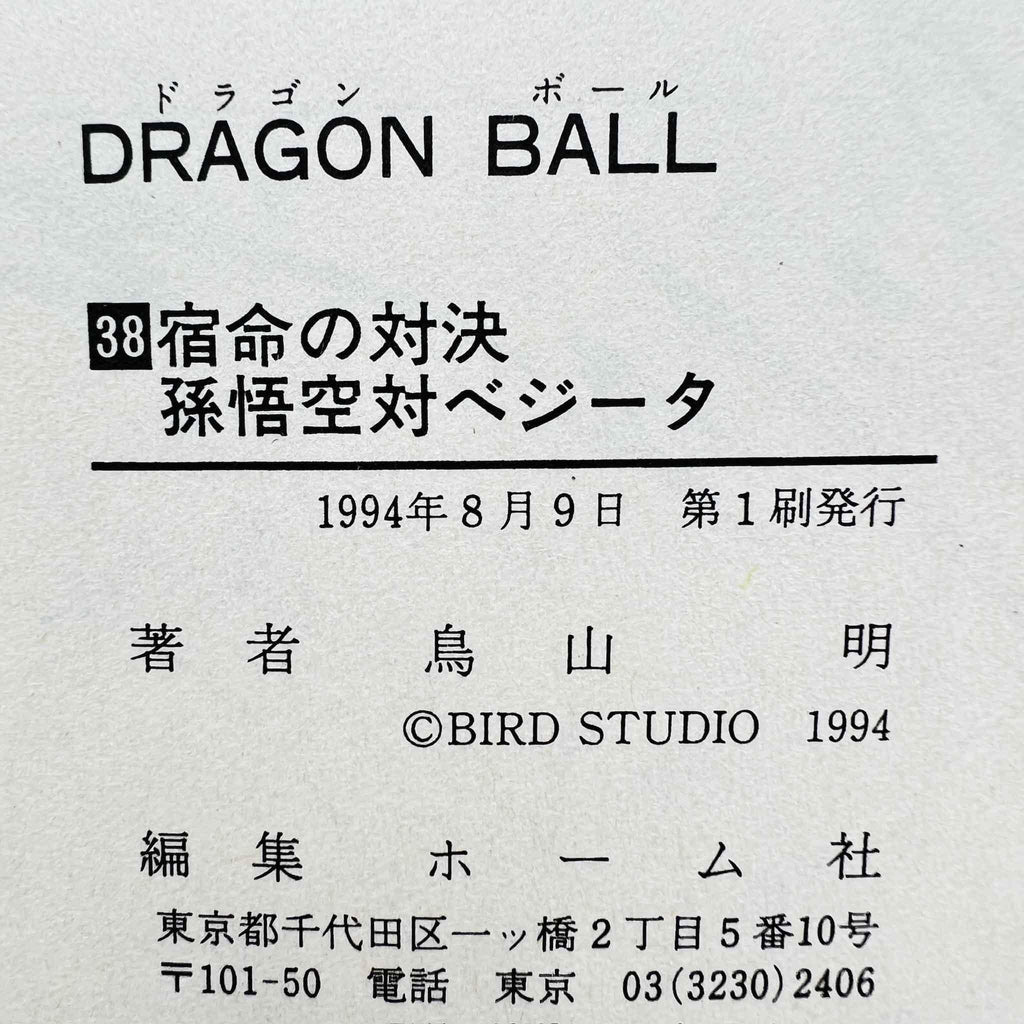 ドラゴン ボール
DRAGON BALL
38 宿命の対決
孫悟空対ベジータ
1994年8月9日 第1刷発行
著者 鳥山 明
©BIRD STUDIO 1994
編集 ホーム社
東京都千代田区一ッ橋2丁目5番10号
〒101-50 電話 東京 03(3230)2406